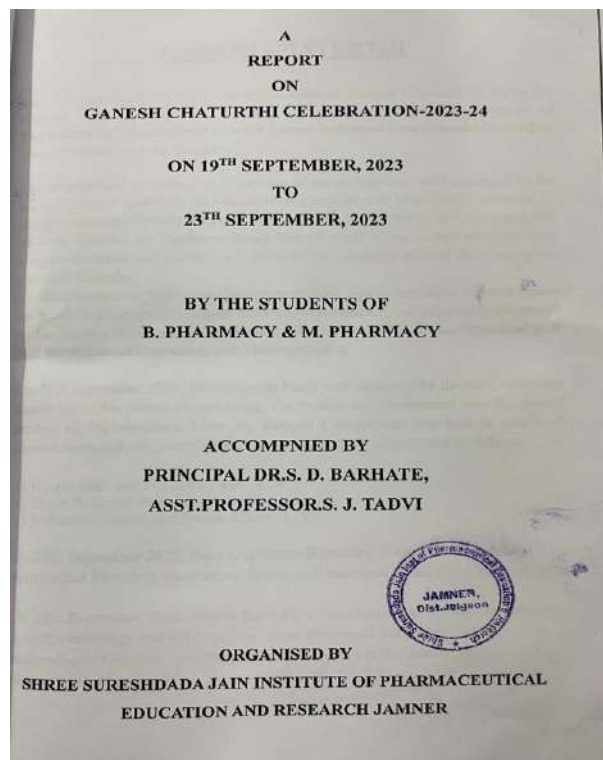 A
REPORT
ON
GANESH CHATURTHI CELEBRATION-2023-24
ON 19TH SEPTEMBER, 2023
TO
23TH SEPTEMBER, 2023
BY THE STUDENTS OF
B. PHARMACY & M. PHARMACY
ACCOMPNIED BY
PRINCIPAL DR.S. D. BARHATE,
ASST.PROFESSOR.S. J. TADVI
JAMNER,
Dist.Jalgaon
ORGANISED BY
SHREE SURESHDADA JAIN INSTITUTE OF PHARMACEUTICAL
EDUCATION AND RESEARCH JAMNER